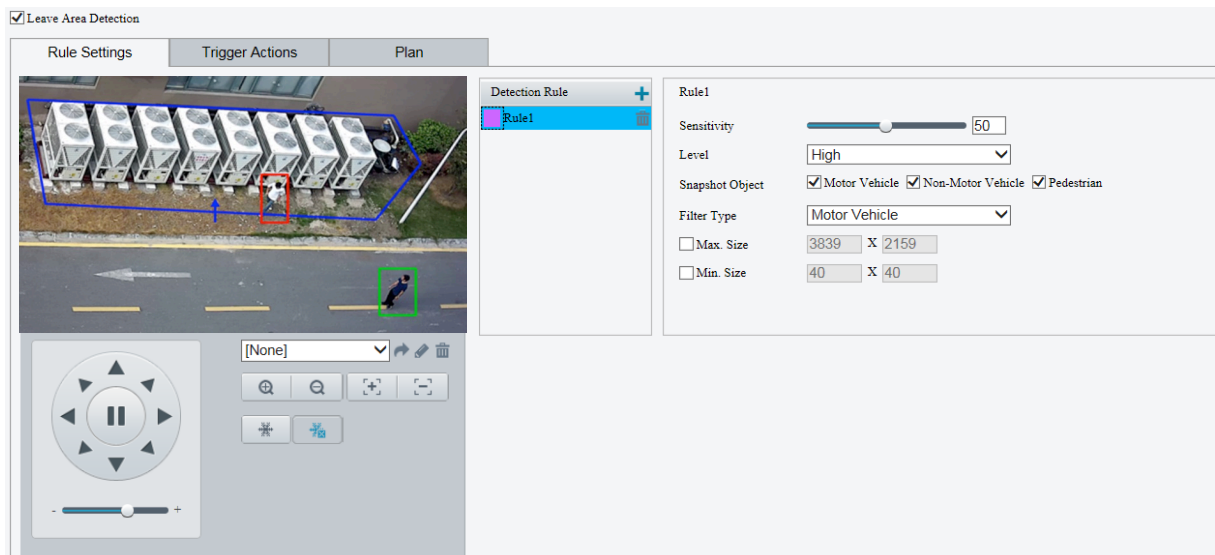 Leave Area Detection
Rule Settings Trigger Actions Plan
Detection Rule
Rule1
Rule1
Sensitivity 50
Level High
Snapshot Object Motor Vehicle Non-Motor Vehicle Pedestrian
Filter Type Motor Vehicle
Max. Size 3839 X 2159
Min. Size 40 X 40
[None]
- +